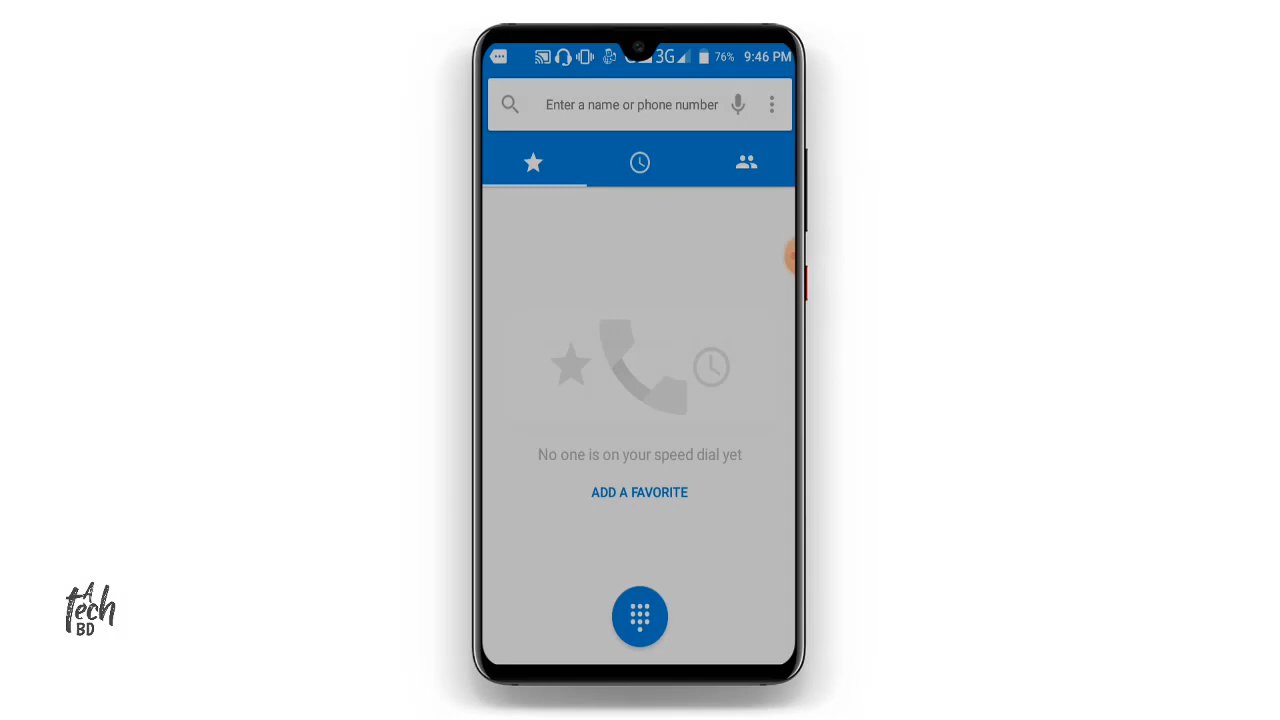 3G 76% 9:46 PM
Enter a name or phone number
No one is on your speed dial yet
ADD A FAVORITE
A
tech
BD